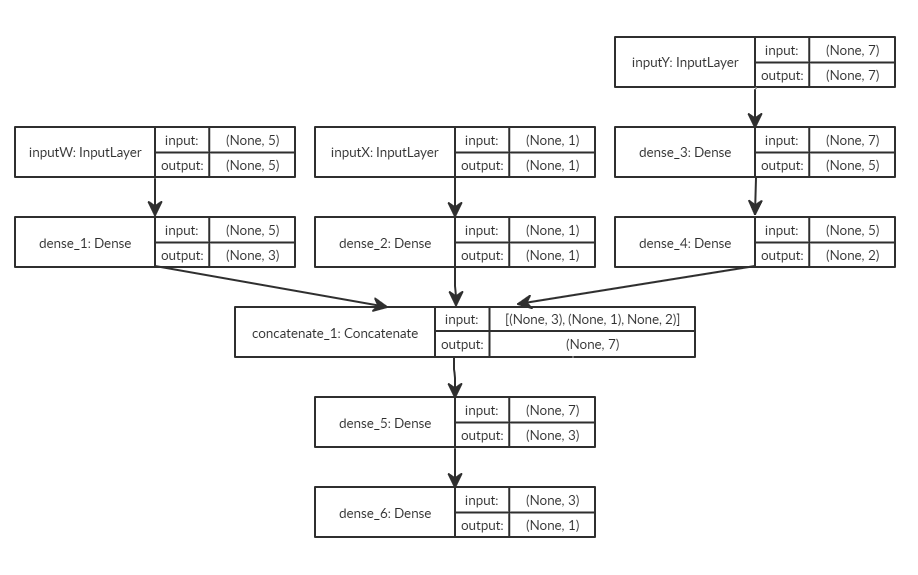 inputY: InputLayer
input: (None, 7)
output: (None, 7)
inputW: InputLayer
input: (None, 5)
output: (None, 5)
inputX: InputLayer
input: (None, 1)
output: (None, 1)
dense_3: Dense
input: (None, 7)
output: (None, 5)
dense_1: Dense
input: (None, 5)
output: (None, 3)
dense_2: Dense
input: (None, 1)
output: (None, 1)
dense_4: Dense
input: (None, 5)
output: (None, 2)
concatenate_1: Concatenate
input: [(None, 3), (None, 1), None, 2)]
output: (None, 7)
dense_5: Dense
input: (None, 7)
output: (None, 3)
dense_6: Dense
input: (None, 3)
output: (None, 1)